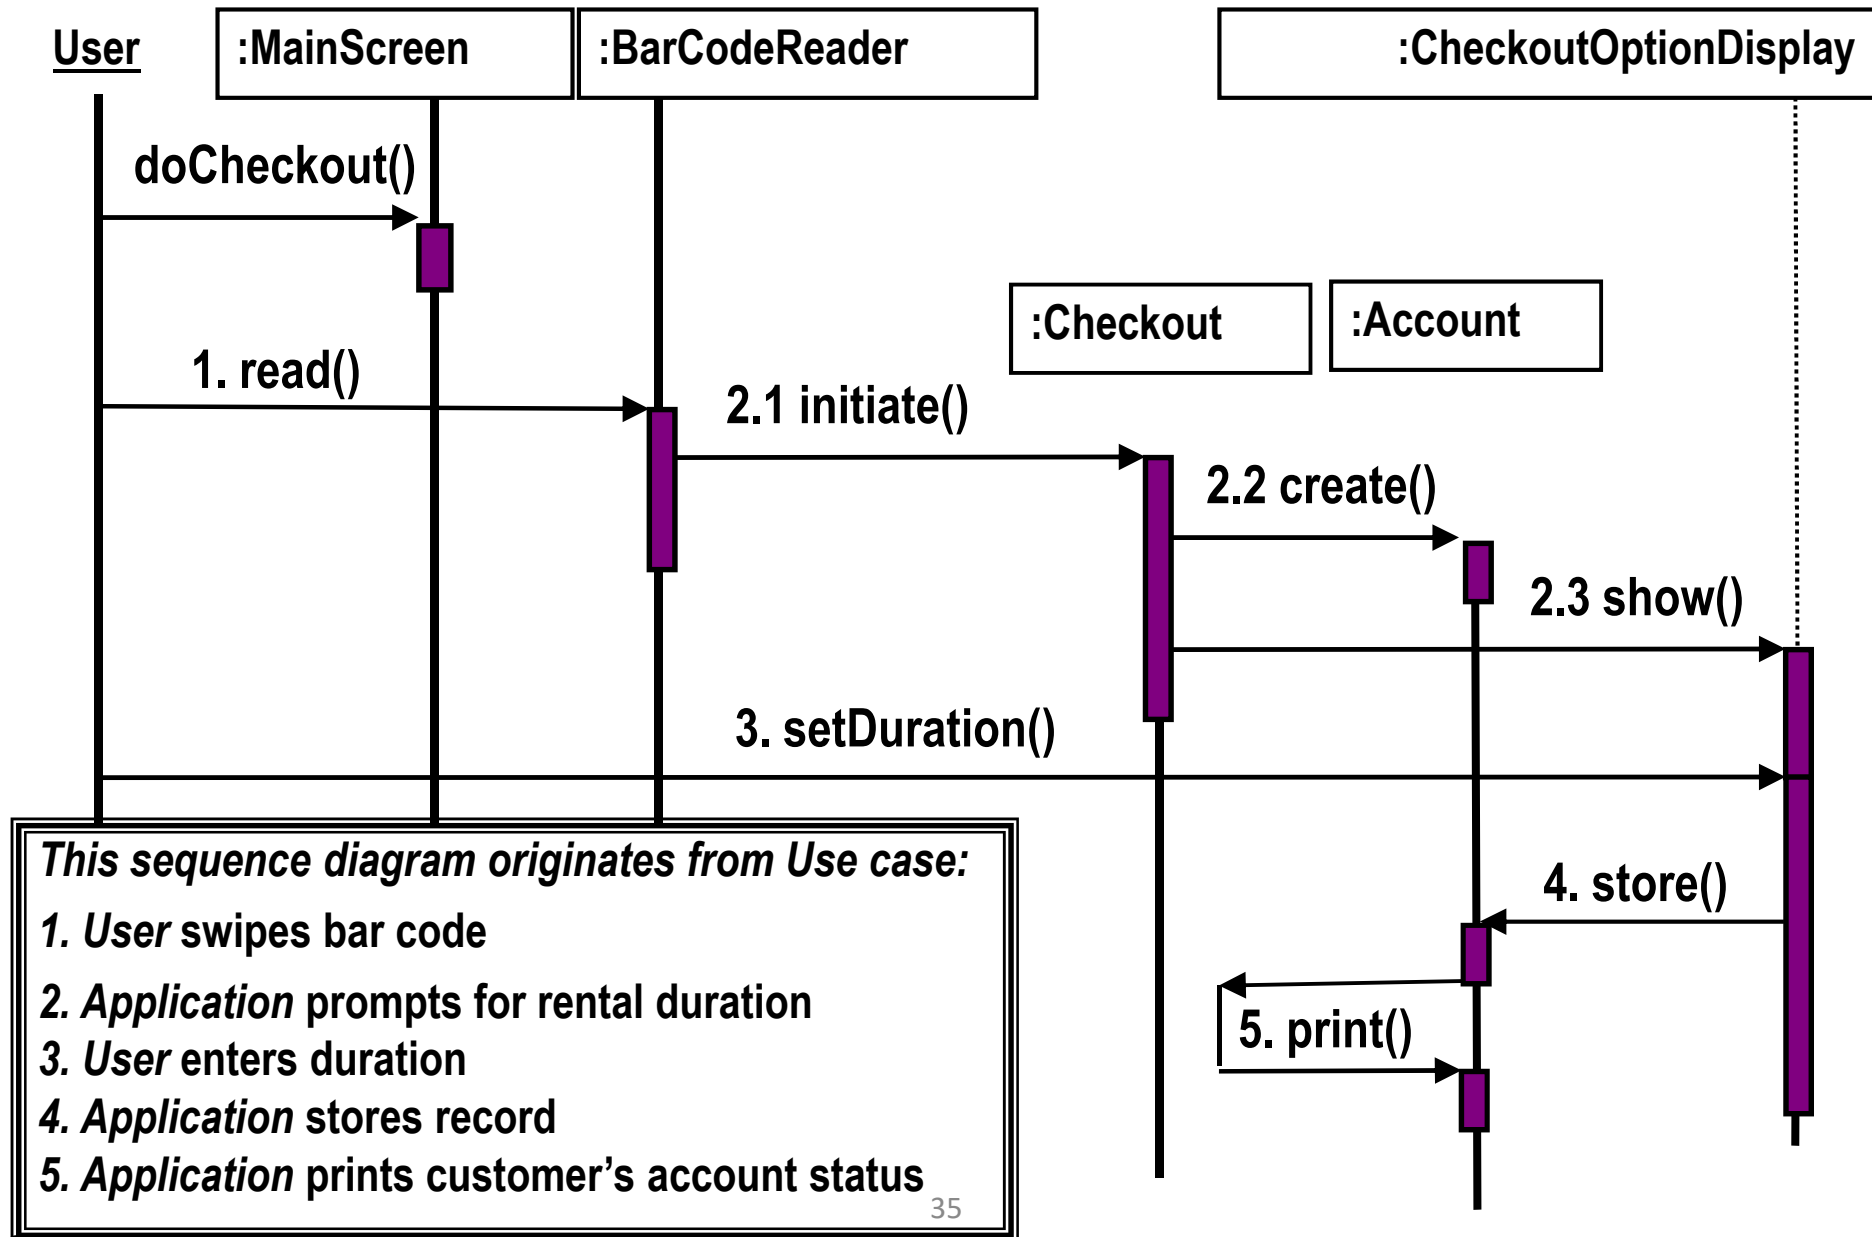 User
:MainScreen
:BarCodeReader
:CheckoutOptionDisplay
doCheckout()
:Checkout
:Account
1. read()
2.1 initiate()
2.2 create()
2.3 show()
3. setDuration()
This sequence diagram originates from Use case:
1. User swipes bar code
2. Application prompts for rental duration
3. User enters duration
4. Application stores record
5. Application prints customer’s account status
4. store()
5. print()
35